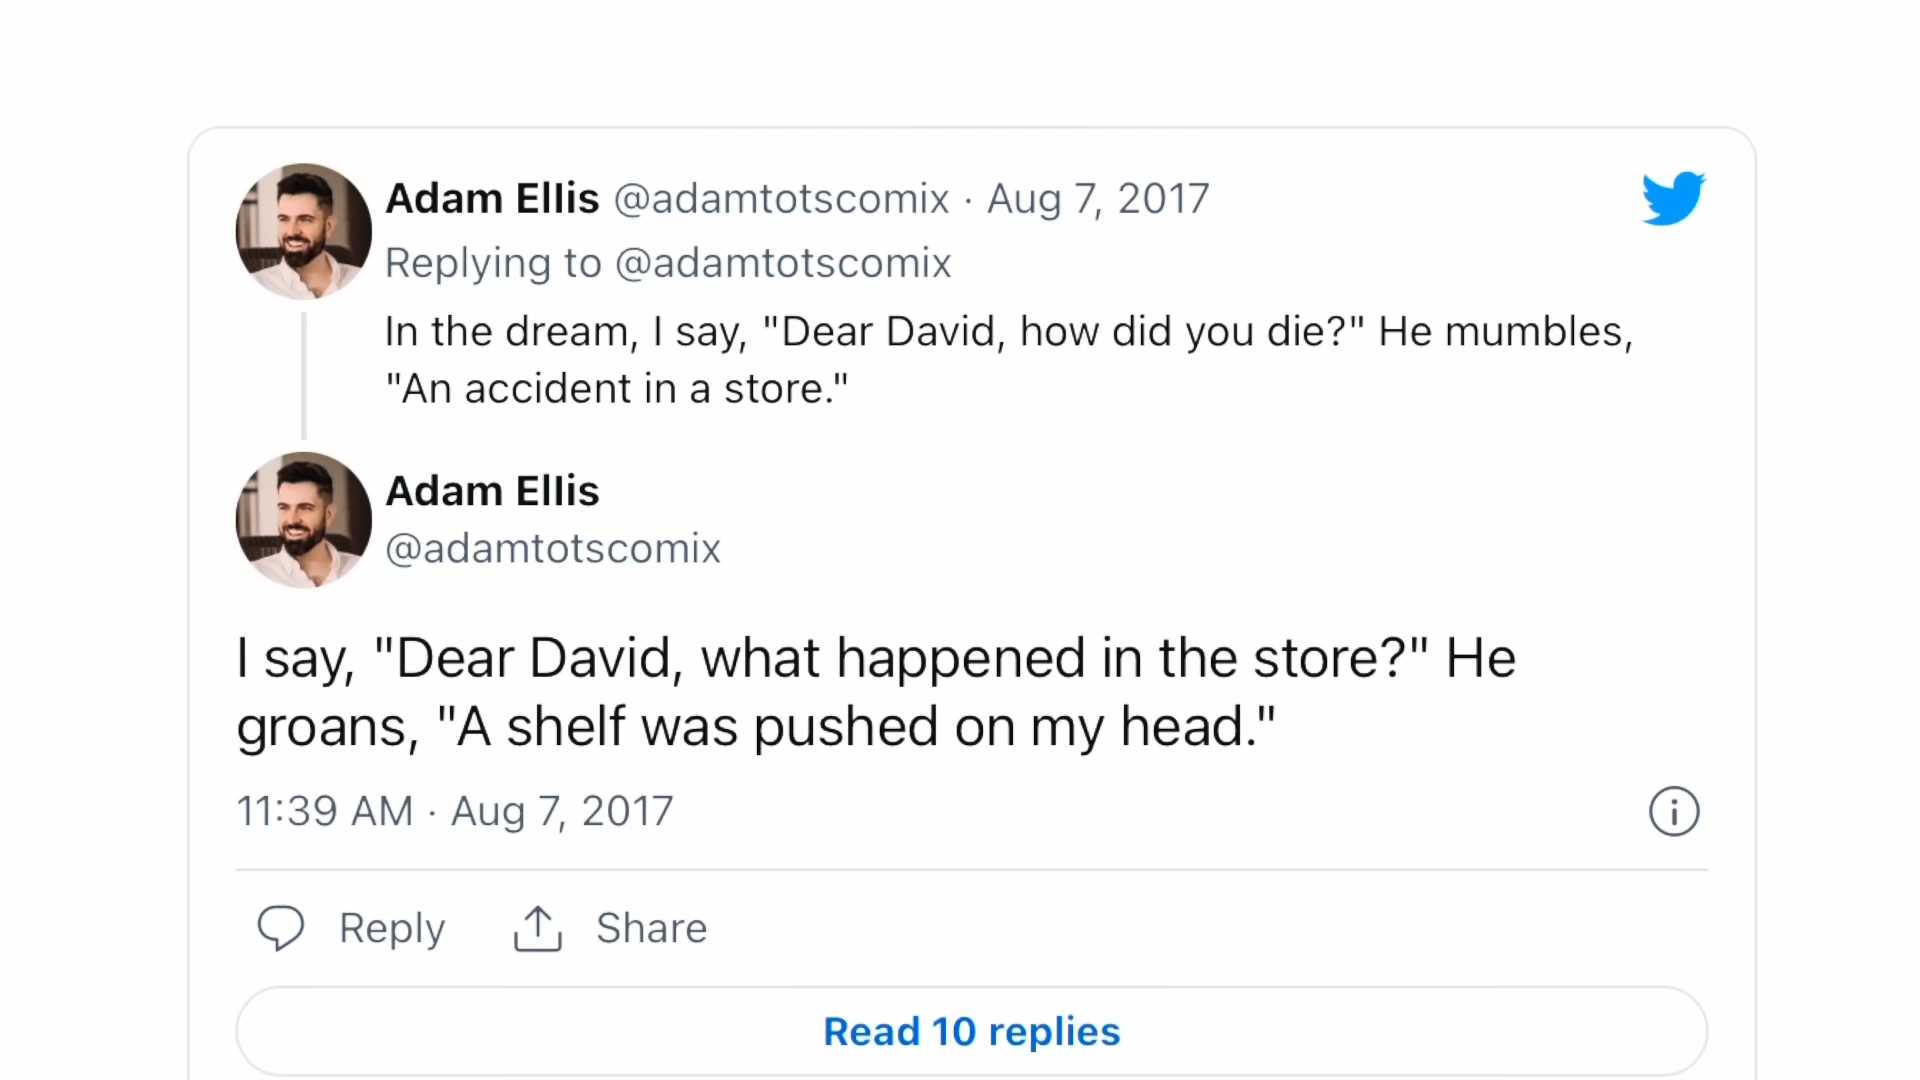 Adam Ellis @adamtotscomix · Aug 7, 2017
Replying to @adamtotscomix
In the dream, I say, "Dear David, how did you die?" He mumbles,
"An accident in a store."
Adam Ellis
@adamtotscomix
I say, "Dear David, what happened in the store?" He
groans, "A shelf was pushed on my head."
11:39 AM · Aug 7, 2017
Reply Share
Read 10 replies